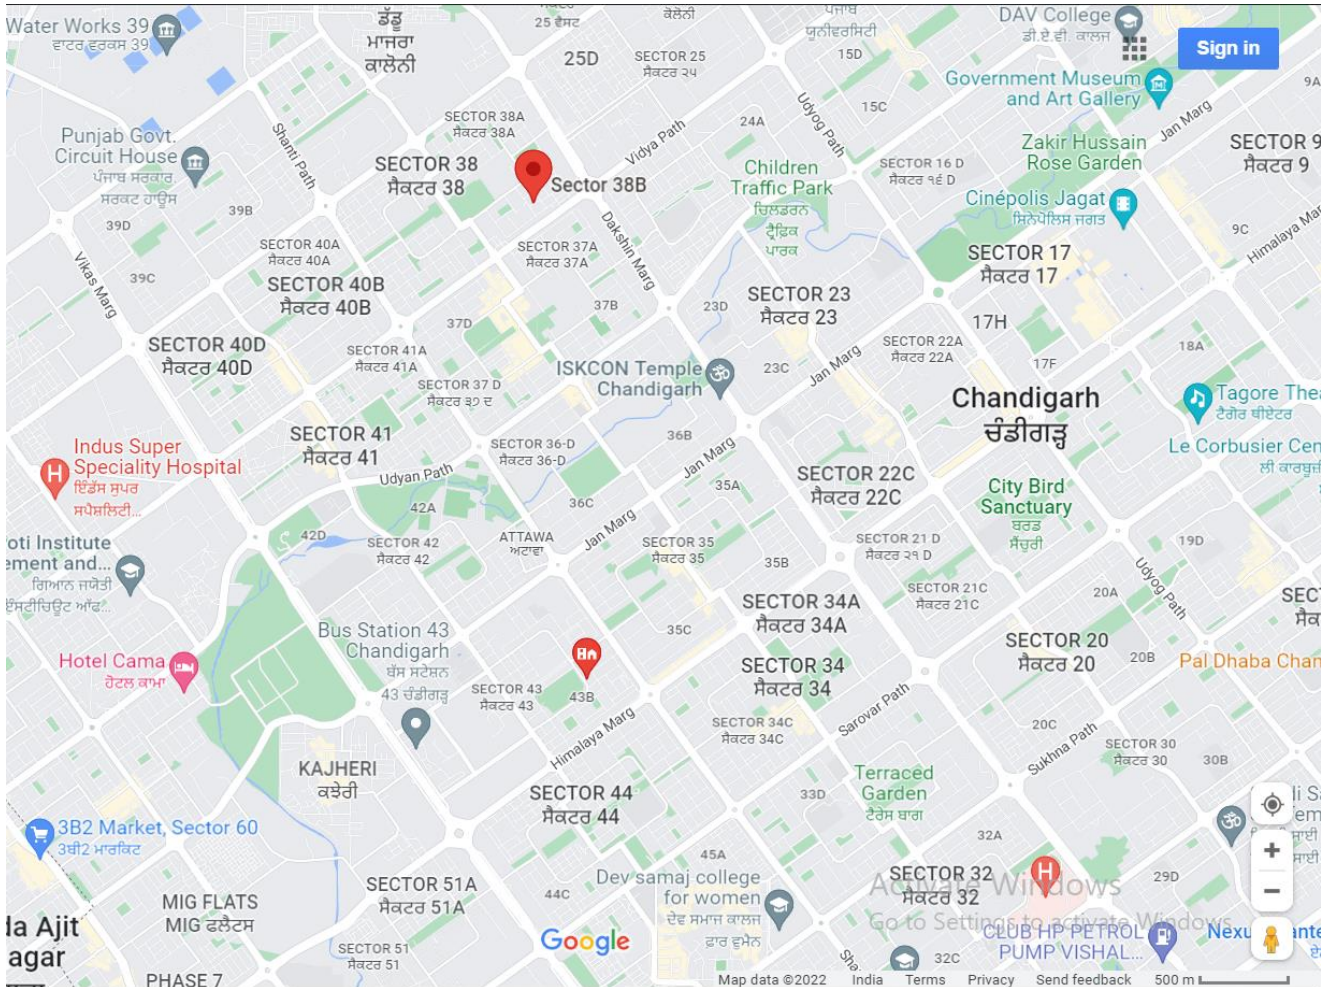 Water Works 39
ਵਾਟਰ ਵਰਕਸ 39
ਡੱਡੂ
ਮਾਜਰਾ
ਕਾਲੋਨੀ
25 ਵੈਸਟ
ਕੋਲੋਨੀ
25D
SECTOR 25
ਸੈਕਟਰ ੨੫
ਪੰਜਾਬ
ਯੂਨੀਵਰਸਿਟੀ
15D
DAV College
ਡੀ.ਏ.ਵੀ. ਕਾਲਜ
Sign in
Government Museum
and Art Gallery
9A
Jan Marg
15C
Udyog Path
24A
SECTOR 38A
ਸੈਕਟਰ 38A
Shanti Path
Punjab Govt.
Circuit House
ਪੰਜਾਬ ਸਰਕਾਰ
ਸਰਕਟ ਹਾਊਸ
SECTOR 38
ਸੈਕਟਰ 38
Sector 38B
Vidya Path
Children
Traffic Park
ਚਿਲਡਰਨ
ਟ੍ਰੈਫ਼ਿਕ
ਪਾਰਕ
SECTOR 16 D
ਸੈਕਟਰ ੧੬ D
Zakir Hussain
Rose Garden
SECTOR 9
ਸੈਕਟਰ 9
Cinépolis Jagat
ਸਿਨੇਪੋਲਿਸ ਜਗਤ
39B
39D
9C
Himalaya Mar
Dakshin Marg
SECTOR 40A
ਸੈਕਟਰ 40A
SECTOR 37A
ਸੈਕਟਰ 37A
SECTOR 17
ਸੈਕਟਰ 17
Vikas Marg
39C
SECTOR 40B
ਸੈਕਟਰ 40B
37B
23D
SECTOR 23
ਸੈਕਟਰ 23
17H
37D
SECTOR 40D
ਸੈਕਟਰ 40D
SECTOR 41A
ਸੈਕਟਰ 41A
SECTOR 22A
ਸੈਕਟਰ 22A
18A
17F
Jan Marg
ISKCON Temple
Chandigarh
23C
SECTOR 37 D
ਸੈਕਟਰ ੩੭ ਦ
Chandigarh
ਚੰਡੀਗੜ੍ਹ
Tagore Thea
ਟੈਗੋਰ ਥੀਏਟਰ
Indus Super
Speciality Hospital
ਇੰਡੱਸ ਸੁਪਰ
ਸਪੈਸ਼ਲਿਟੀ...
SECTOR 41
ਸੈਕਟਰ 41
SECTOR 36-D
ਸੈਕਟਰ 36-D
36B
Jan Marg
Le Corbusier Cen
Udyan Path
35A
SECTOR 22C
ਸੈਕਟਰ 22C
City Bird
Sanctuary
ਬਰਡ
ਸੈਂਚੁਰੀ
42A
36C
42D
SECTOR 42
ਸੈਕਟਰ 42
ATTAWA
ਅਟਾਵਾ
Jan Marg
SECTOR 35
ਸੈਕਟਰ 35
35B
SECTOR 21 D
ਸੈਕਟਰ ੨੧ D
19D
oti Institute
ement and...
ਗਿਆਨ ਜਯੋਤੀ
ਇੰਸਟੀਚਿਊਟ ਆੱਫ਼...
SECTOR 21C
ਸੈਕਟਰ 21C
Udyog Path
20A
SECTOR 34A
ਸੈਕਟਰ 34A
35C
SECTOR 20
ਸੈਕਟਰ 20
20B
Bus Station 43
Chandigarh
ਬੱਸ ਸਟੇਸ਼ਨ
43 ਚੰਡੀਗੜ੍ਹ
Hotel Cama
ਹੋਟਲ ਕਾਮਾ
SECTOR 34
ਸੈਕਟਰ 34
Pal Dhaba Chan
SECTOR 43
ਸੈਕਟਰ 43
43B
Sarovar Path
SECTOR 34C
ਸੈਕਟਰ 34C
20C
Himalaya Marg
Sukhna Path
SECTOR 30
ਸੈਕਟਰ 30
30B
KAJHERI
ਕਝੇਰੀ
Terraced
Garden
ਟੈਰੇਸ ਬਾਗ
SECTOR 44
ਸੈਕਟਰ 44
33D
3B2 Market, Sector 60
3ਬੀ2 ਮਾਰਕਿਟ
32A
45A
SECTOR 51A
ਸੈਕਟਰ 51A
44C
Dev samaj college
for women
ਦੇਵ ਸਮਾਜ ਕਾਲਜ
ਫ਼ਾਰ ਵੁਮੈਨ
SECTOR 32
ਸੈਕਟਰ 32
29D
Activate Windows
Go to Settings to activate Windows.
MIG FLATS
MIG ਫਲੈਟਸ
da Ajit
agar
Google
CLUB HP PETROL
PUMP VISHAL...
SECTOR 51
ਸੈਕਟਰ 51
32C
PHASE 7
Map data ©2022 India Terms Privacy Send feedback 500 m